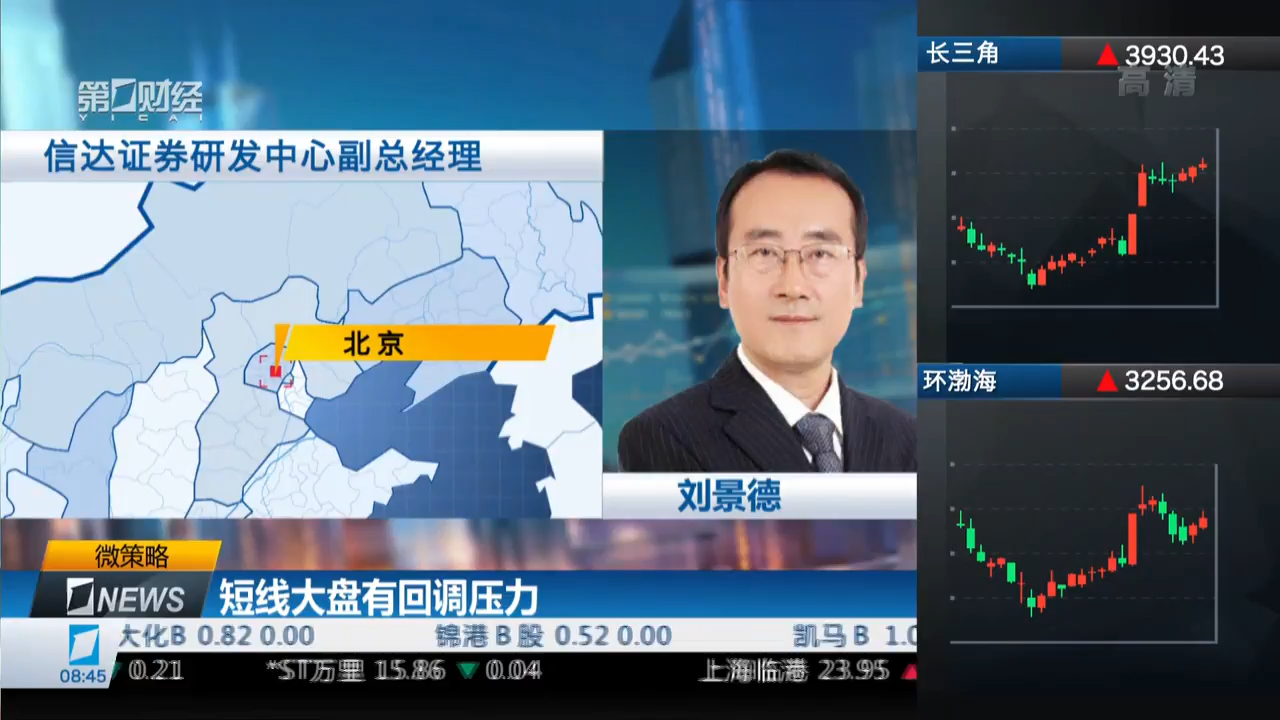 第一财经
YICAI
信达证券研发中心副总经理
北京
刘景德
长三角 3930.43
高清
环渤海 3256.68
微策略
NEWS
短线大盘有回调压力
大化B 0.82 0.00 锦港B股 0.52 0.00 凯马B 1.0
08:45
0.21 *ST万里 15.86 0.04 上海临港 23.95